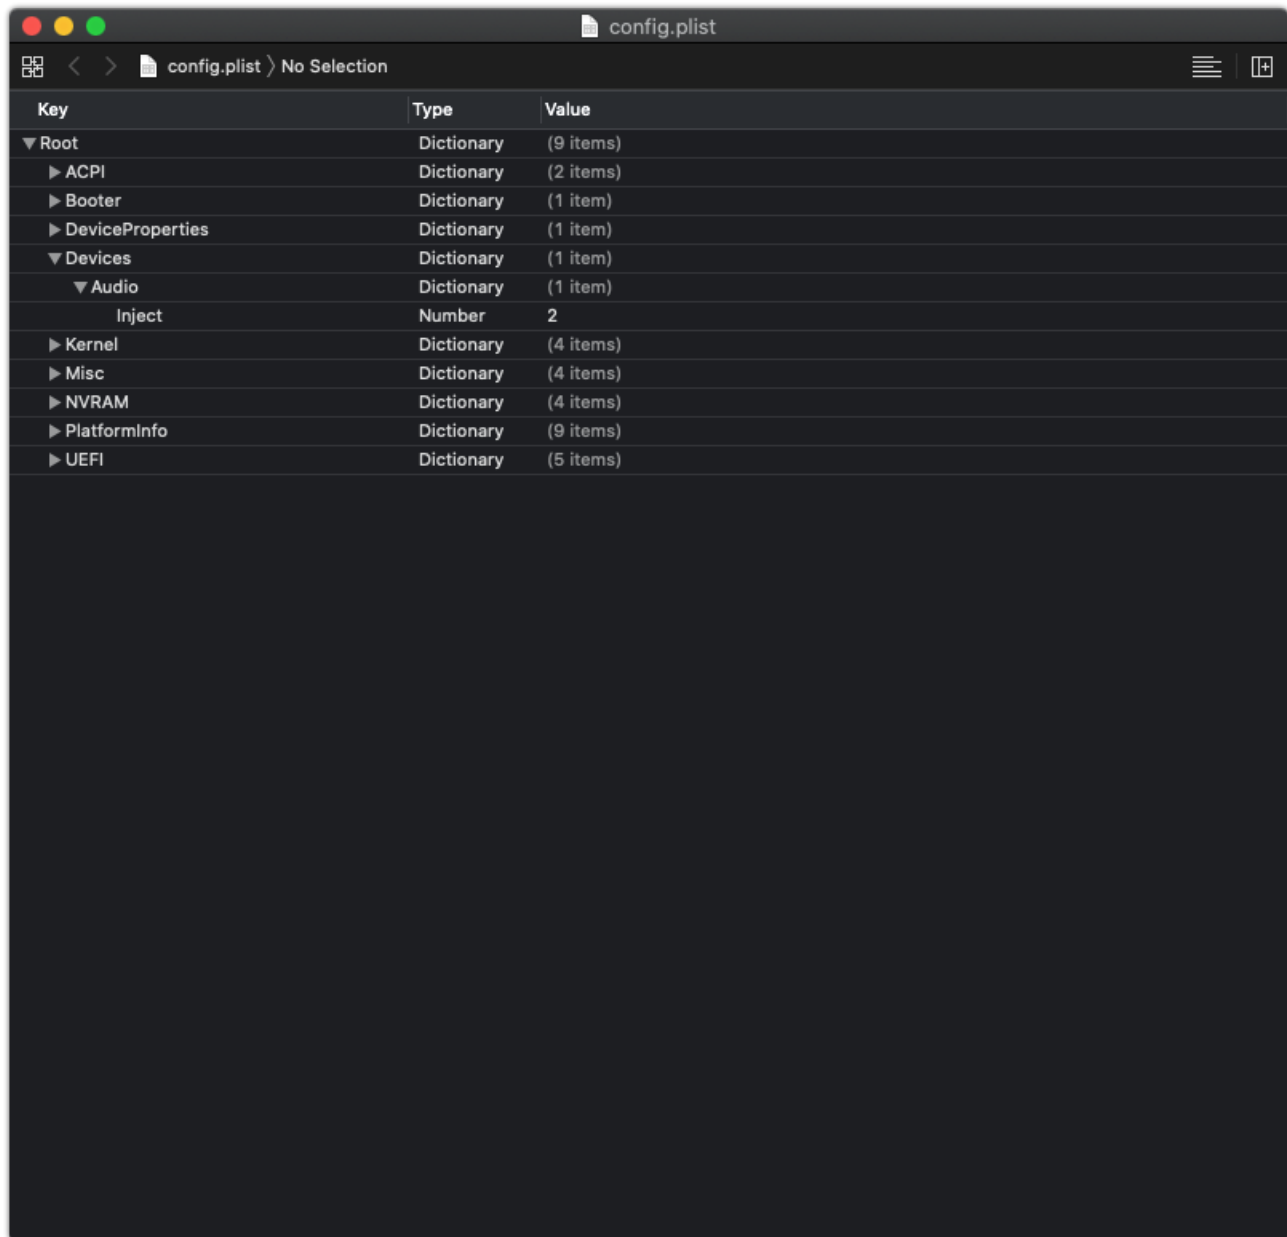 config.plist
config.plist 〉 No Selection
Key Type Value
Root Dictionary (9 items)
ACPI Dictionary (2 items)
Booter Dictionary (1 item)
DeviceProperties Dictionary (1 item)
Devices Dictionary (1 item)
Audio Dictionary (1 item)
Inject Number 2
Kernel Dictionary (4 items)
Misc Dictionary (4 items)
NVRAM Dictionary (4 items)
PlatformInfo Dictionary (9 items)
UEFI Dictionary (5 items)